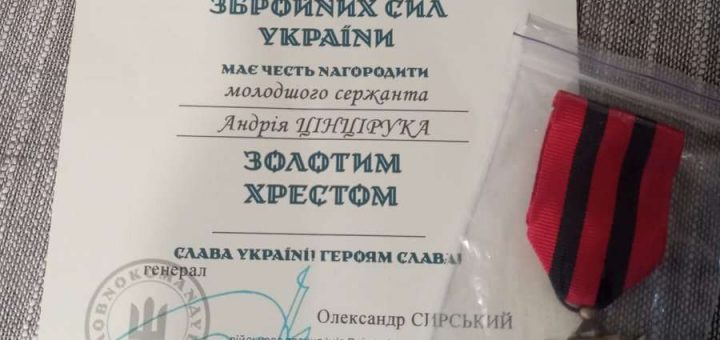 ЗБРОЙНИХ СИЛ
УКРАЇНИ
МАЄ ЧЕСТЬ НАГОРОДИТИ
молодшого сержанта
Андрія ЦІНЦІРУКА
ЗОЛОТИМ
ХРЕСТОМ
СЛАВА УКРАЇНІ! ГЕРОЯМ СЛАВА!
генерал
Олександр СИРСЬКИЙ